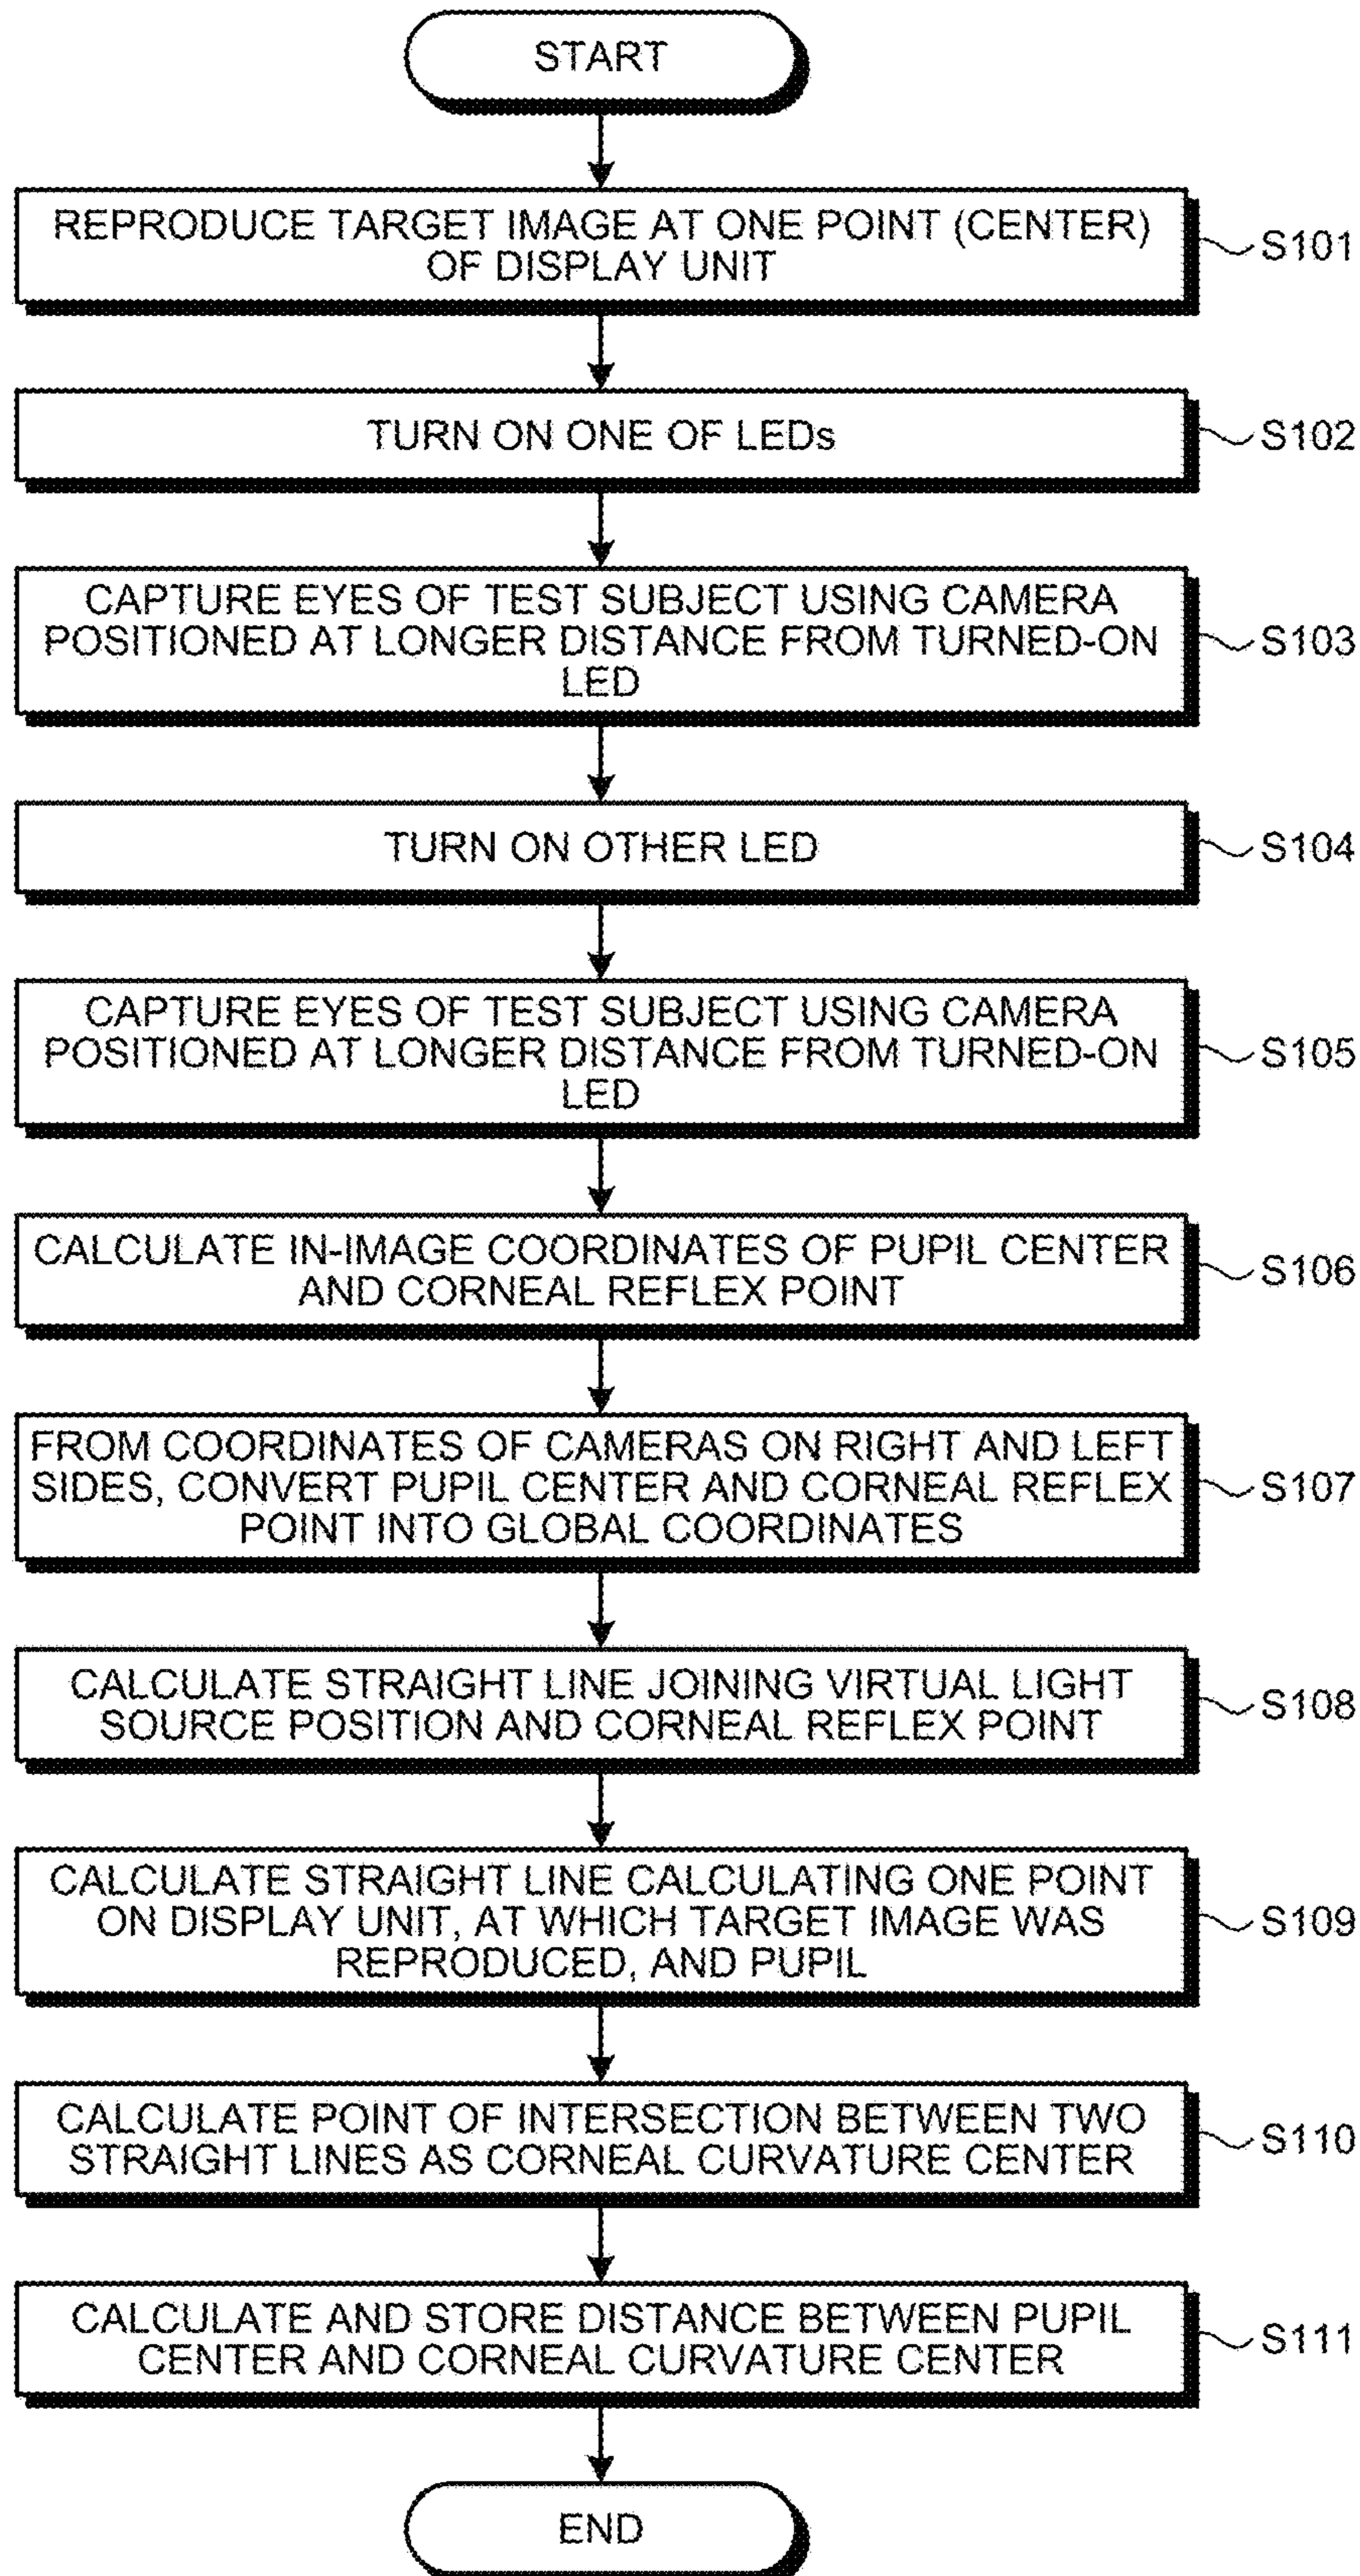 START
REPRODUCE TARGET IMAGE AT ONE POINT (CENTER)
OF DISPLAY UNIT
S101
TURN ON ONE OF LEDs
S102
CAPTURE EYES OF TEST SUBJECT USING CAMERA
POSITIONED AT LONGER DISTANCE FROM TURNED-ON
LED
S103
TURN ON OTHER LED
S104
CAPTURE EYES OF TEST SUBJECT USING CAMERA
POSITIONED AT LONGER DISTANCE FROM TURNED-ON
LED
S105
CALCULATE IN-IMAGE COORDINATES OF PUPIL CENTER
AND CORNEAL REFLEX POINT
S106
FROM COORDINATES OF CAMERAS ON RIGHT AND LEFT
SIDES, CONVERT PUPIL CENTER AND CORNEAL REFLEX
POINT INTO GLOBAL COORDINATES
S107
CALCULATE STRAIGHT LINE JOINING VIRTUAL LIGHT
SOURCE POSITION AND CORNEAL REFLEX POINT
S108
CALCULATE STRAIGHT LINE CALCULATING ONE POINT
ON DISPLAY UNIT, AT WHICH TARGET IMAGE WAS
REPRODUCED, AND PUPIL
S109
CALCULATE POINT OF INTERSECTION BETWEEN TWO
STRAIGHT LINES AS CORNEAL CURVATURE CENTER
S110
CALCULATE AND STORE DISTANCE BETWEEN PUPIL
CENTER AND CORNEAL CURVATURE CENTER
S111
END